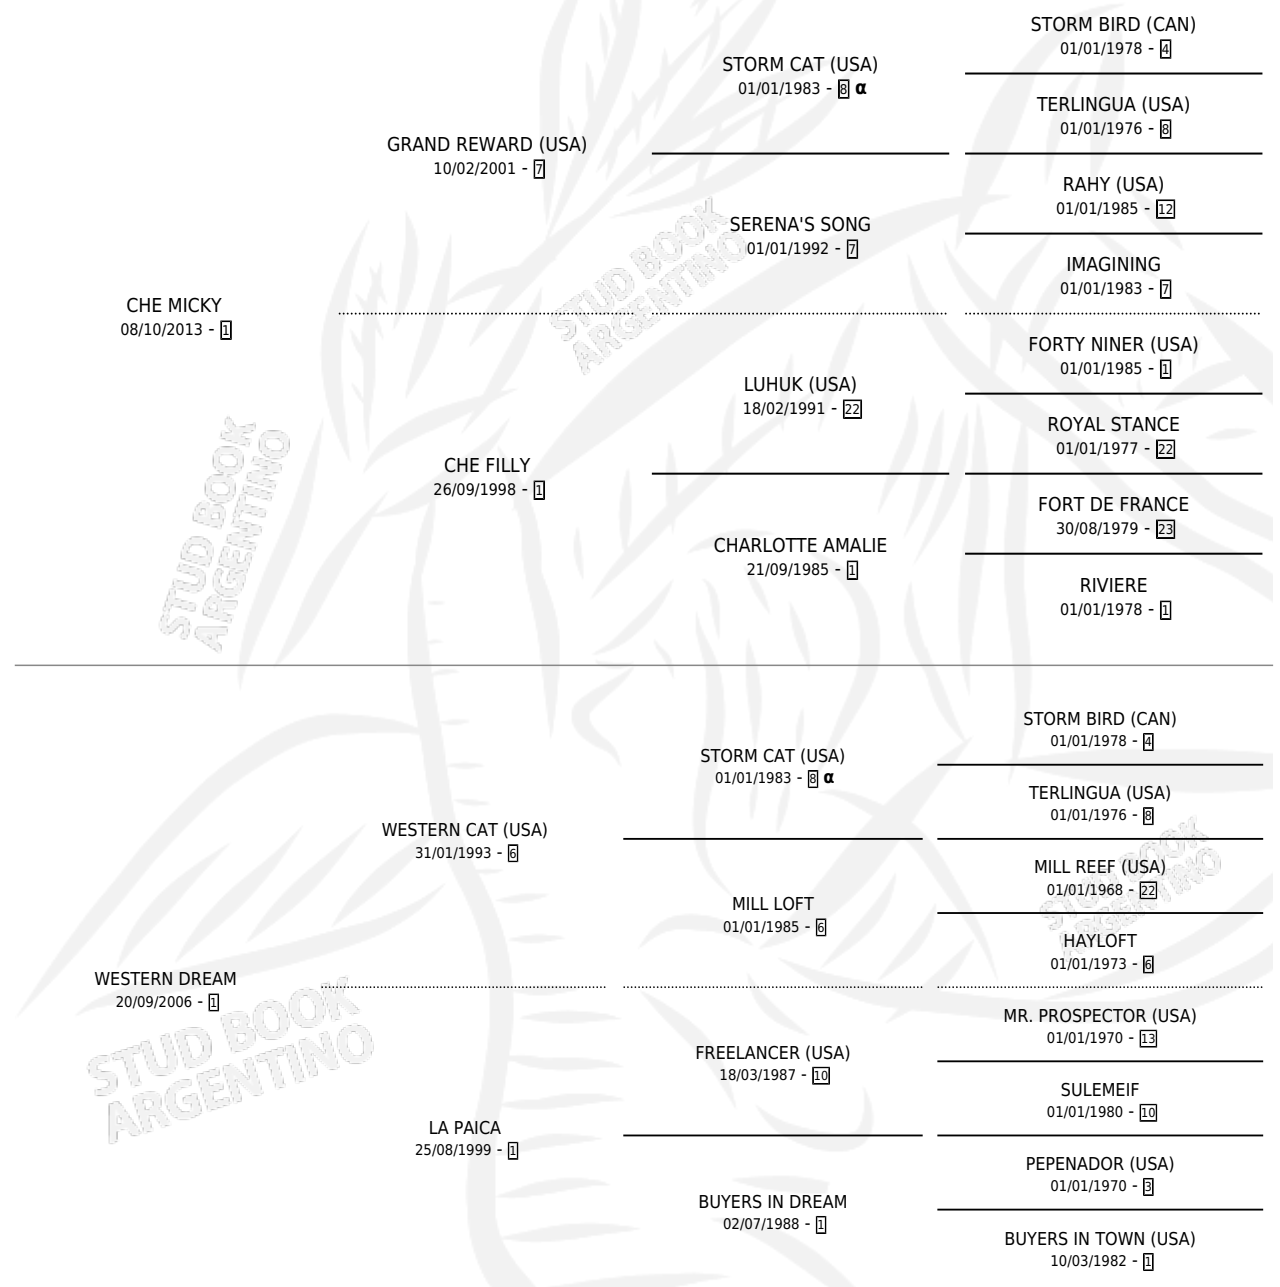 STORM BIRD (CAN)
01/01/1978 - 4
STORM CAT (USA)
01/01/1983 - 8 α
TERLINGUA (USA)
01/01/1976 - 8
GRAND REWARD (USA)
10/02/2001 - 7
RAHY (USA)
01/01/1985 - 12
SERENA'S SONG
01/01/1992 - 7
IMAGINING
01/01/1983 - 7
CHE MICKY
08/10/2013 - 1
FORTY NINER (USA)
01/01/1985 - 1
LUHUK (USA)
18/02/1991 - 22
ROYAL STANCE
01/01/1977 - 22
CHE FILLY
26/09/1998 - 1
FORT DE FRANCE
30/08/1979 - 23
CHARLOTTE AMALIE
21/09/1985 - 1
RIVIERE
01/01/1978 - 1
STUD BOOK
ARGENTINO
STUD BOOK
ARGENTINO
STORM BIRD (CAN)
01/01/1978 - 4
STORM CAT (USA)
01/01/1983 - 8 α
TERLINGUA (USA)
01/01/1976 - 8
WESTERN CAT (USA)
31/01/1993 - 6
MILL REEF (USA)
01/01/1968 - 22
MILL LOFT
01/01/1985 - 6
HAYLOFT
01/01/1973 - 6
STUD BOOK
ARGENTINO
WESTERN DREAM
20/09/2006 - 1
MR. PROSPECTOR (USA)
01/01/1970 - 13
FREELANCER (USA)
18/03/1987 - 10
SULEMEIF
01/01/1980 - 10
LA PAICA
25/08/1999 - 1
PEPENADOR (USA)
01/01/1970 - 3
BUYERS IN DREAM
02/07/1988 - 1
BUYERS IN TOWN (USA)
10/03/1982 - 1
STUD BOOK
ARGENTINO